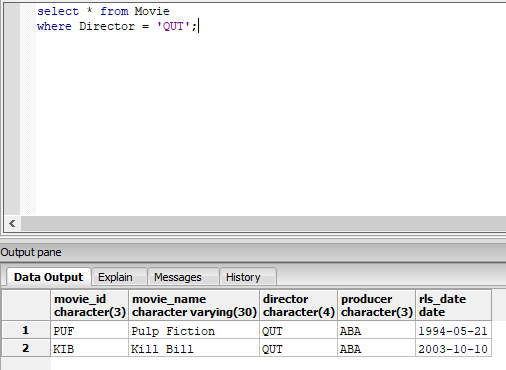 select * from Movie
where Director = 'QUT';
Output pane
Data Output Explain Messages History
movie_id movie_name director producer rls_date
character(3) character varying(30) character(4) character(3) date
1 PUF Pulp Fiction QUT ABA 1994-05-21
2 KIB Kill Bill QUT ABA 2003-10-10